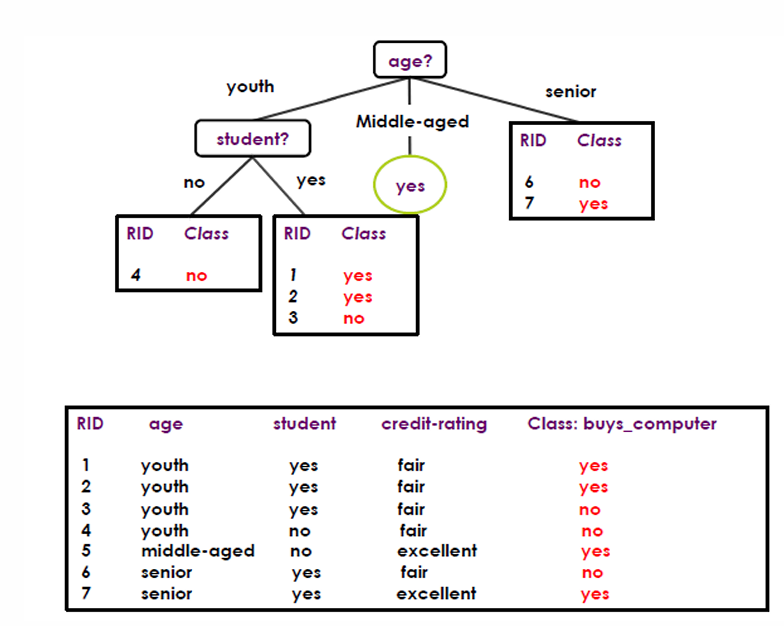 age?
youth
senior
Middle-aged
student?
RID Class
6 no
7 yes
no
yes
yes
RID Class
4 no
RID Class
1 yes
2 yes
3 no
RID age student credit-rating Class: buys_computer
1 youth yes fair yes
2 youth yes fair yes
3 youth yes fair no
4 youth no fair no
5 middle-aged no excellent yes
6 senior yes fair no
7 senior yes excellent yes